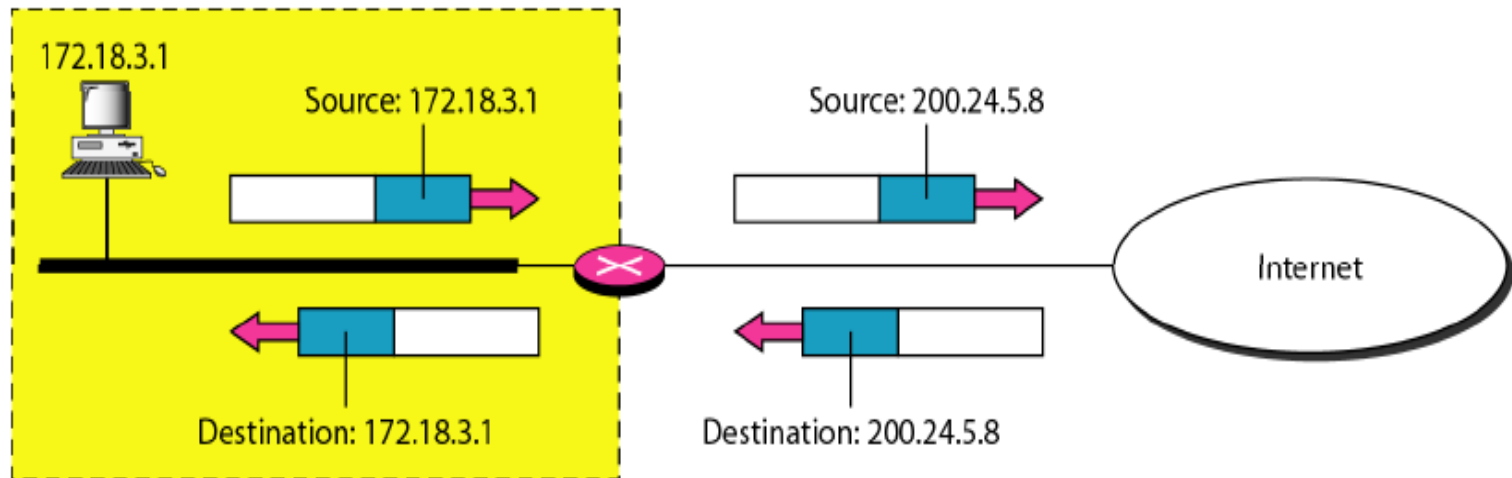 172.18.3.1
Source: 172.18.3.1
Source: 200.24.5.8
Internet
Destination: 172.18.3.1
Destination: 200.24.5.8